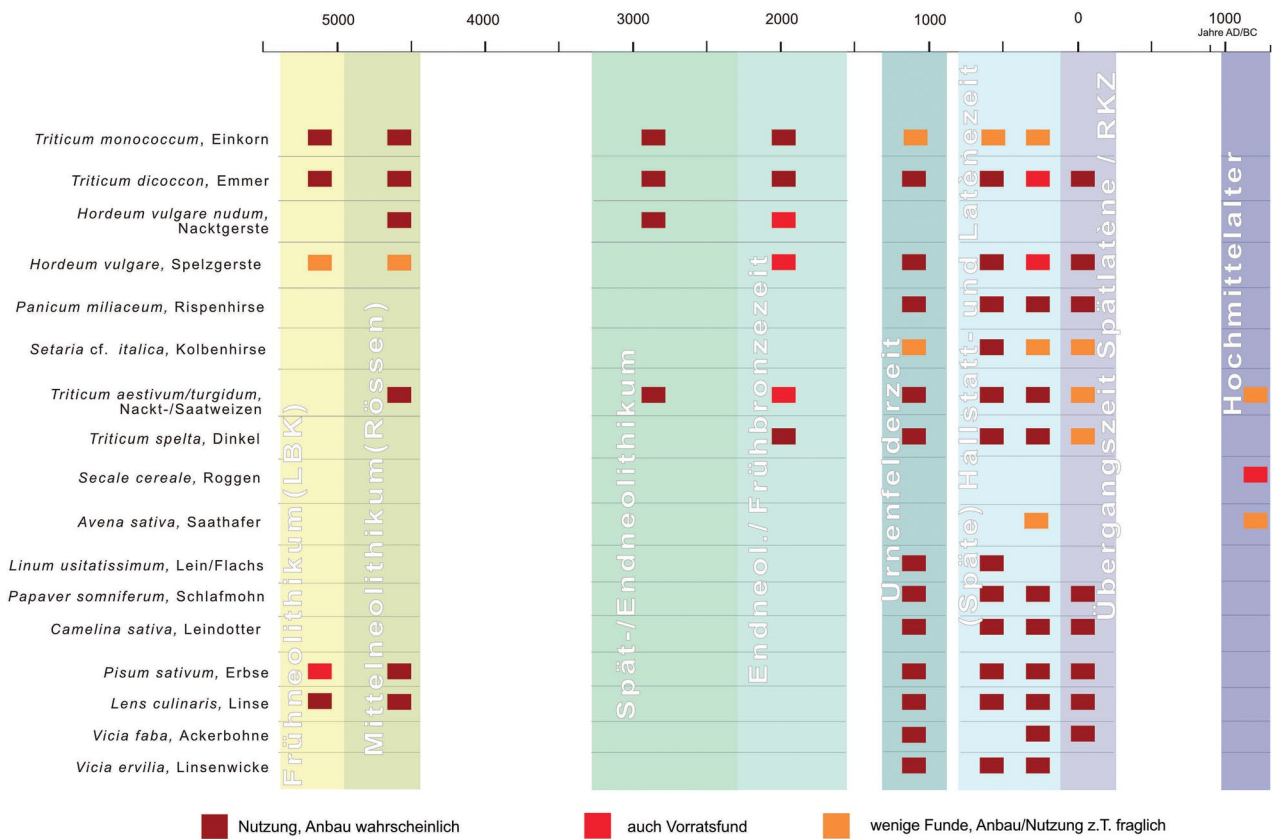 5000 4000 3000 2000 1000 0 1000
Jahre AD/BC
Triticum monococcum, Einkorn
Triticum dicoccon, Emmer
Hordeum vulgare nudum,
Nacktgerste
Hordeum vulgare, Spelzgerste
Panicum miliaceum, Rispenhirse
Setaria cf. italica, Kolbenhirse
Triticum aestivum/turgidum,
Nackt-/Saatweizen
Triticum spelta, Dinkel
Secale cereale, Roggen
Avena sativa, Saathafer
Linum usitatissimum, Lein/Flachs
Papaver somniferum, Schlafmohn
Camelina sativa, Leindotter
Pisum sativum, Erbse
Lens culinaris, Linse
Vicia faba, Ackerbohne
Vicia ervilia, Linsenwicke
Frühneolithikum (LBK)
Mittelneolithikum (Rössen)
Spät-/Endneolithikum
Endneol./ Frühbronzezeit
Urnenfelderzeit
(Späte) Hallstatt- und Latènezeit
Übergangszeit Spätlatène / RKZ
Hochmittelalter
Nutzung, Anbau wahrscheinlich
auch Vorratsfund
wenige Funde, Anbau/Nutzung z.T. fraglich